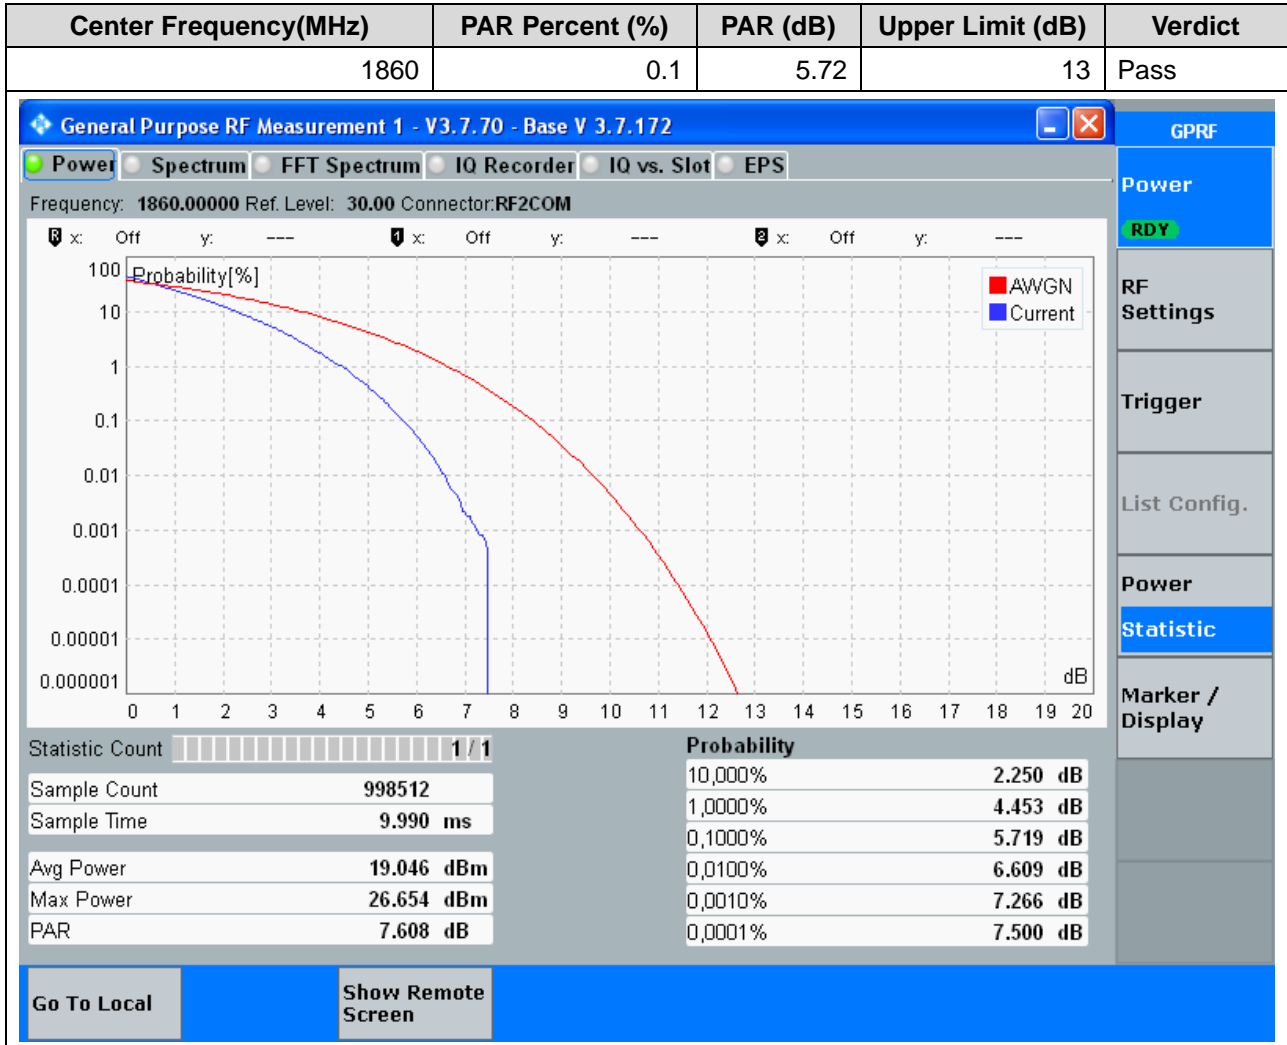 Center Frequency(MHz) PAR Percent (%) PAR (dB) Upper Limit (dB) Verdict
1860 0.1 5.72 13 Pass
General Purpose RF Measurement 1 - V3.7.70 - Base V 3.7.172
GPRF
Power Spectrum FFT Spectrum IQ Recorder IQ vs. Slot EPS
Frequency: 1860.00000 Ref. Level: 30.00 Connector:RF2COM
R x: Off y: --- 1 x: Off y: --- 2 x: Off y: ---
Probability[%]
AWGN
Current
100
10
1
0.1
0.01
0.001
0.0001
0.00001
0.000001
dB
0 1 2 3 4 5 6 7 8 9 10 11 12 13 14 15 16 17 18 19 20
Power
RDY
RF
Settings
Trigger
List Config.
Power
Statistic
Marker /
Display
Statistic Count 1 / 1
Sample Count 998512
Sample Time 9.990 ms
Avg Power 19.046 dBm
Max Power 26.654 dBm
PAR 7.608 dB
Probability
10,000% 2.250 dB
1,0000% 4.453 dB
0,1000% 5.719 dB
0,0100% 6.609 dB
0,0010% 7.266 dB
0,0001% 7.500 dB
Go To Local
Show Remote
Screen